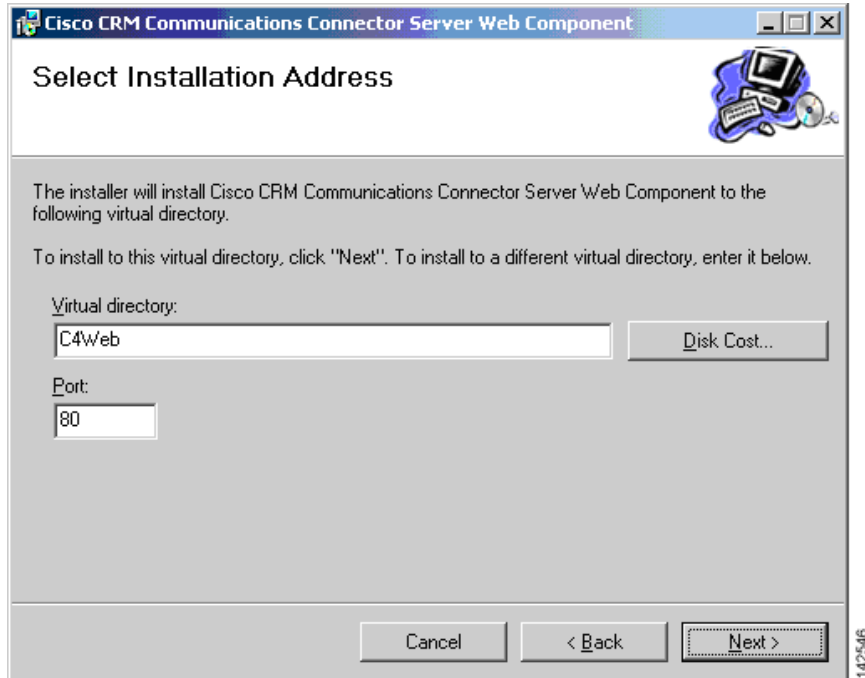 Cisco CRM Communications Connector Server Web Component
Select Installation Address
The installer will install Cisco CRM Communications Connector Server Web Component to the
following virtual directory.
To install to this virtual directory, click "Next". To install to a different virtual directory, enter it below.
Virtual directory:
C4Web
Disk Cost...
Port:
80
Cancel
< Back
Next >
142546